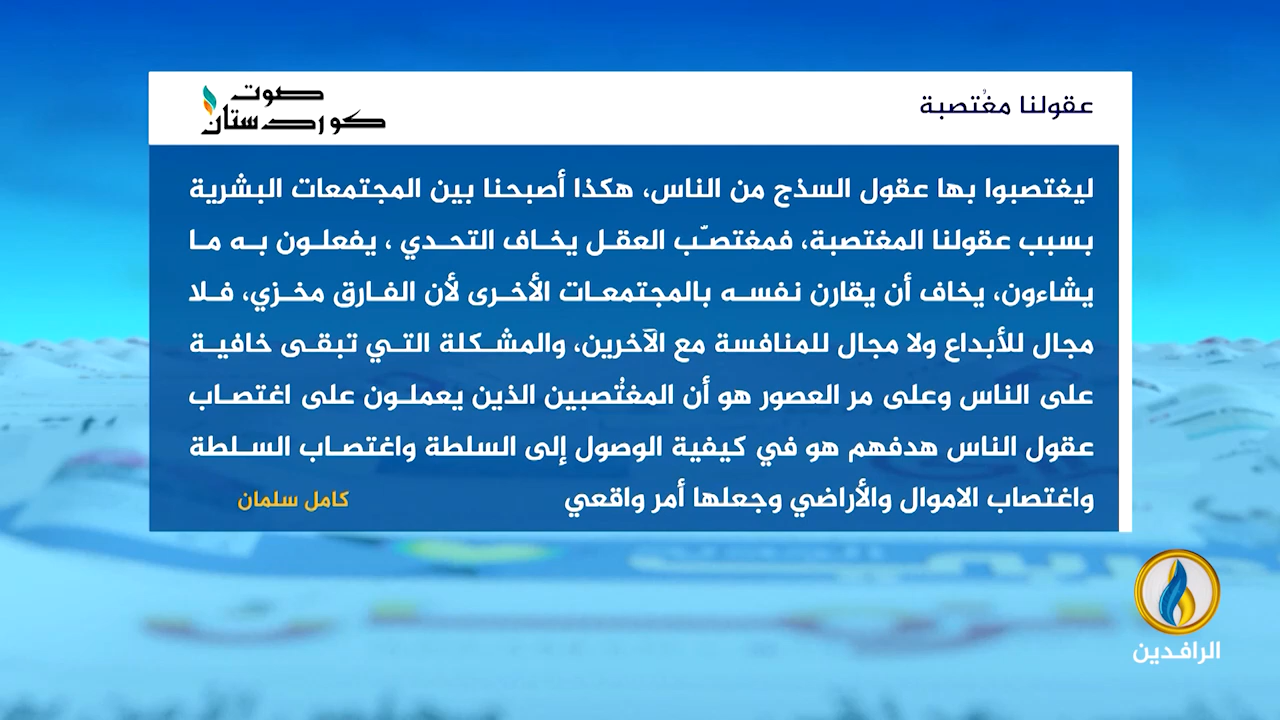 عقولنا مغُتصبة
صوت
كوردستان
ليغتصبوا بها عقول السذج من الناس، هكذا أصبحنا بين المجتمعات البشرية
بسبب عقولنا المغتصبة، فمغتصّب العقل يخاف التحدي ، يفعلون به ما
يشاءون، يخاف أن يقارن نفسه بالمجتمعات الأخرى لأن الفارق مخزي، فلا
مجال للأبداع ولا مجال للمنافسة مع الآخرين، والمشكلة التي تبقى خافية
على الناس وعلى مر العصور هو أن المغتُصبين الذين يعملون على اغتصاب
عقول الناس هدفهم هو في كيفية الوصول إلى السلطة واغتصاب السلطة
واغتصاب الاموال والأراضي وجعلها أمر واقعي
كامل سلمان
الرافدين